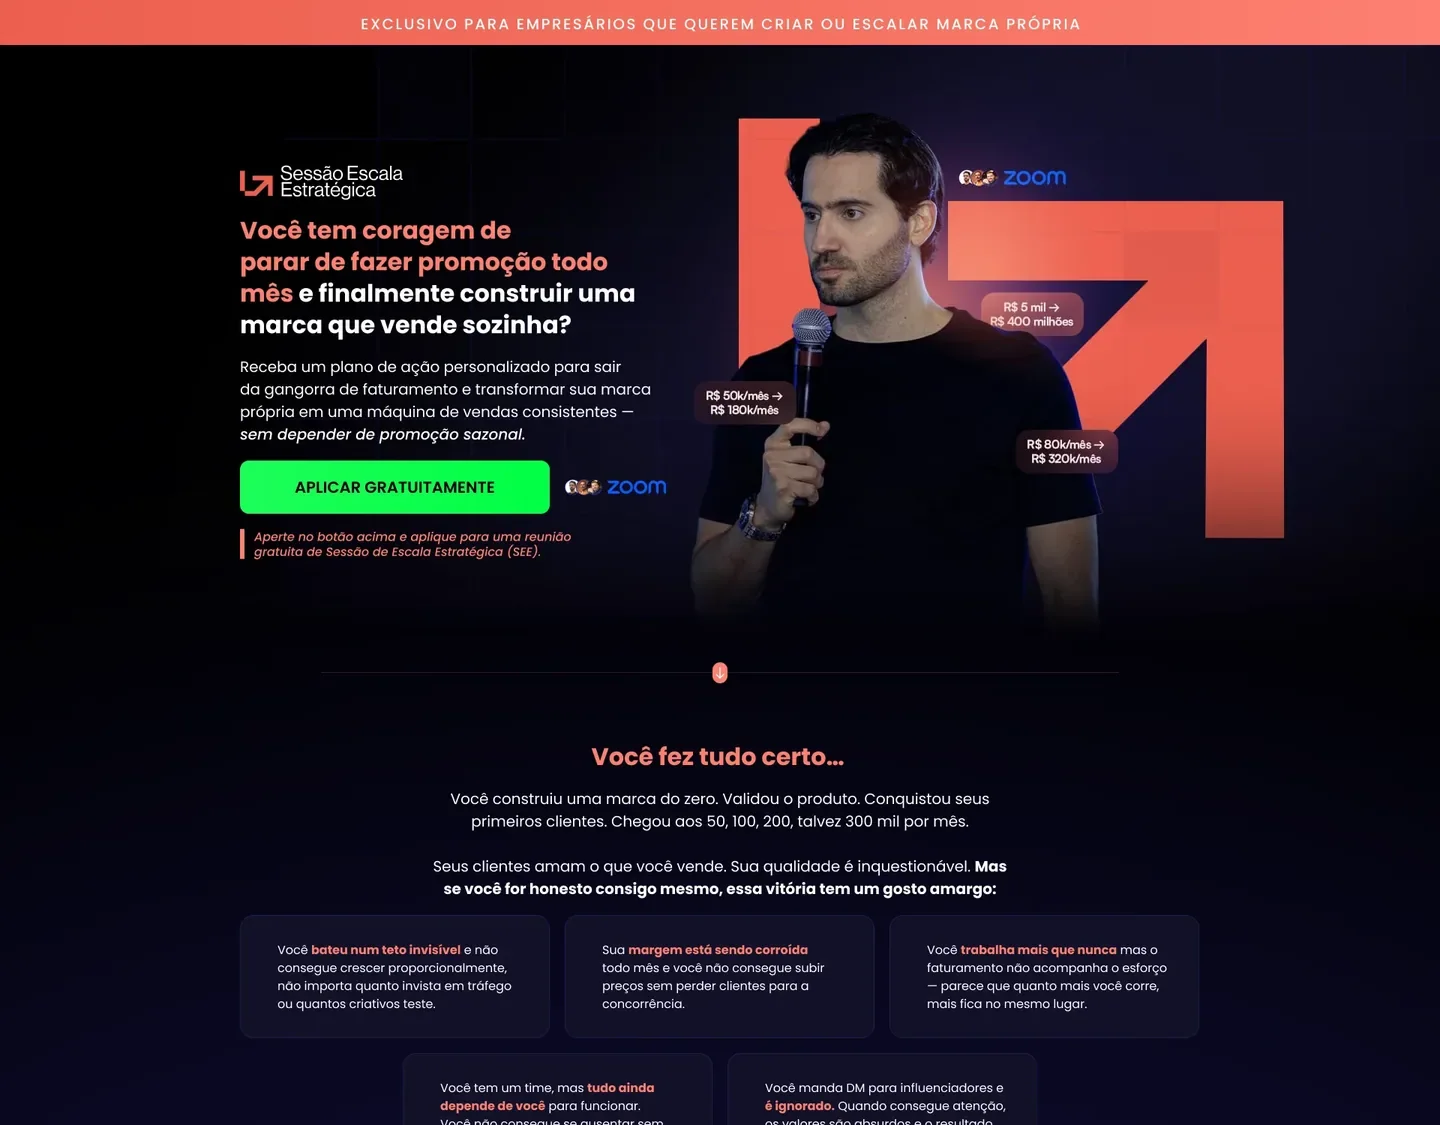 EXCLUSIVO PARA EMPRESÁRIOS QUE QUEREM CRIAR OU ESCALAR MARCA PRÓPRIA
Sessão Escala
Estratégica
Você tem coragem de
parar de fazer promoção todo
mês e finalmente construir uma
marca que vende sozinha?
Receba um plano de ação personalizado para sair
da gangorra de faturamento e transformar sua marca
própria em uma máquina de vendas consistentes —
sem depender de promoção sazonal.
APLICAR GRATUITAMENTE
zoom
Aperte no botão acima e aplique para uma reunião
gratuita de Sessão de Escala Estratégica (SEE).
zoom
R$ 5 mil →
R$ 400 milhões
R$ 50k/mês →
R$ 180k/mês
R$ 80k/mês →
R$ 320k/mês
Você fez tudo certo...
Você construiu uma marca do zero. Validou o produto. Conquistou seus
primeiros clientes. Chegou aos 50, 100, 200, talvez 300 mil por mês.
Seus clientes amam o que você vende. Sua qualidade é inquestionável. Mas
se você for honesto consigo mesmo, essa vitória tem um gosto amargo:
Você bateu num teto invisível e não
consegue crescer proporcionalmente,
não importa quanto invista em tráfego
ou quantos criativos teste.
Sua margem está sendo corroída
todo mês e você não consegue subir
preços sem perder clientes para a
concorrência.
Você trabalha mais que nunca mas o
faturamento não acompanha o esforço
— parece que quanto mais você corre,
mais fica no mesmo lugar.
Você tem um time, mas tudo ainda
depende de você para funcionar.
Você não consegue se ausentar sem
Você manda DM para influenciadores e
é ignorado. Quando consegue atenção,
os valores são absurdos e o resultado